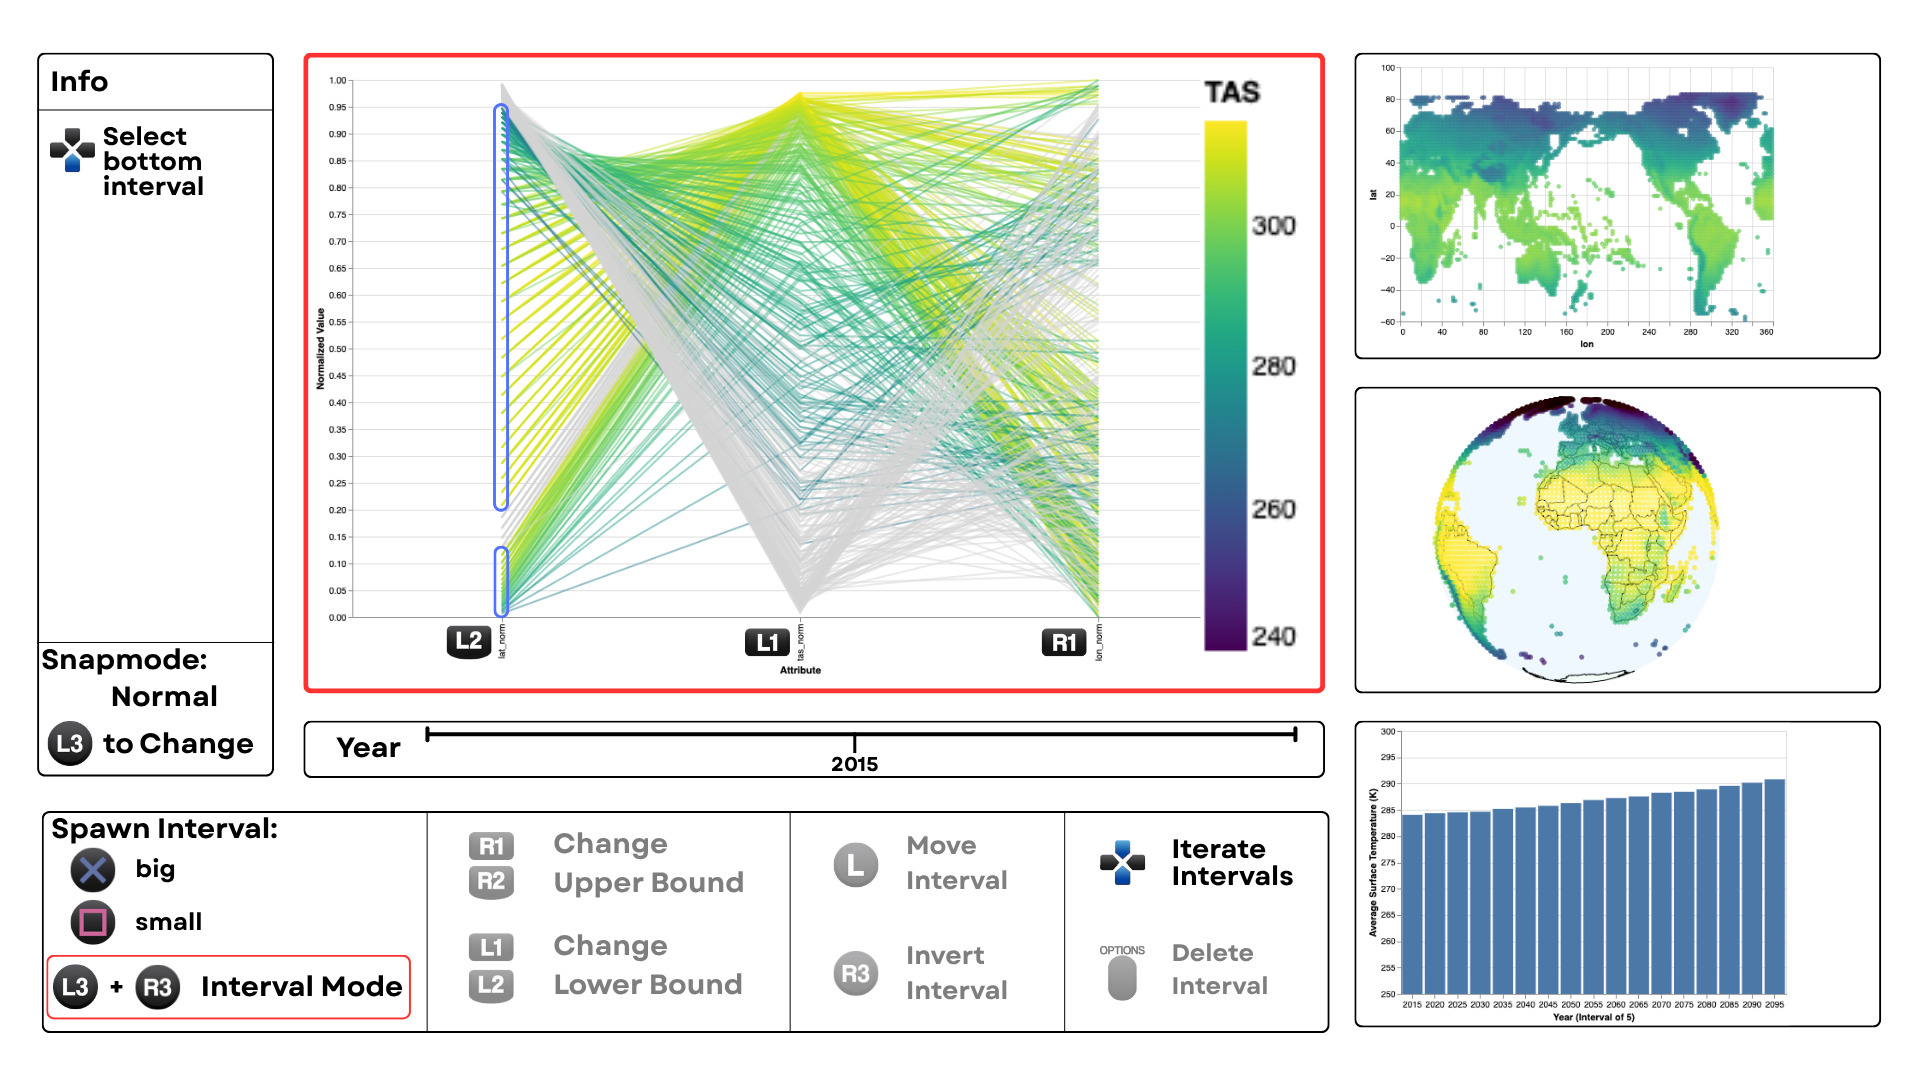 Info
Select
bottom
interval
Snapmode:
Normal
L3 to Change
1.00
0.95
0.90
0.85
0.80
0.75
0.70
0.65
0.60
0.55
0.50
0.45
0.40
0.35
0.30
0.25
0.20
0.15
0.10
0.05
0.00
Normalized Value
L2 lat_norm
L1 tas_norm
R1 lon_norm
Attribute
TAS
300
280
260
240
Year
2015
100
80
60
40
20
0
−20
−40
−60
lat
0 40 80 120 160 200 240 280 320 360
lon
300
295
290
285
280
275
270
265
260
255
250
Average Surface Temperature (K)
2015 2020 2025 2030 2035 2040 2045 2050 2055 2060 2065 2070 2075 2080 2085 2090 2095
Year (Interval of 5)
Spawn Interval:
big
small
L3 + R3 Interval Mode
R1 Change
R2 Upper Bound
L1 Change
L2 Lower Bound
L Move
Interval
R3 Invert
Interval
Iterate
Intervals
OPTIONS
Delete
Interval